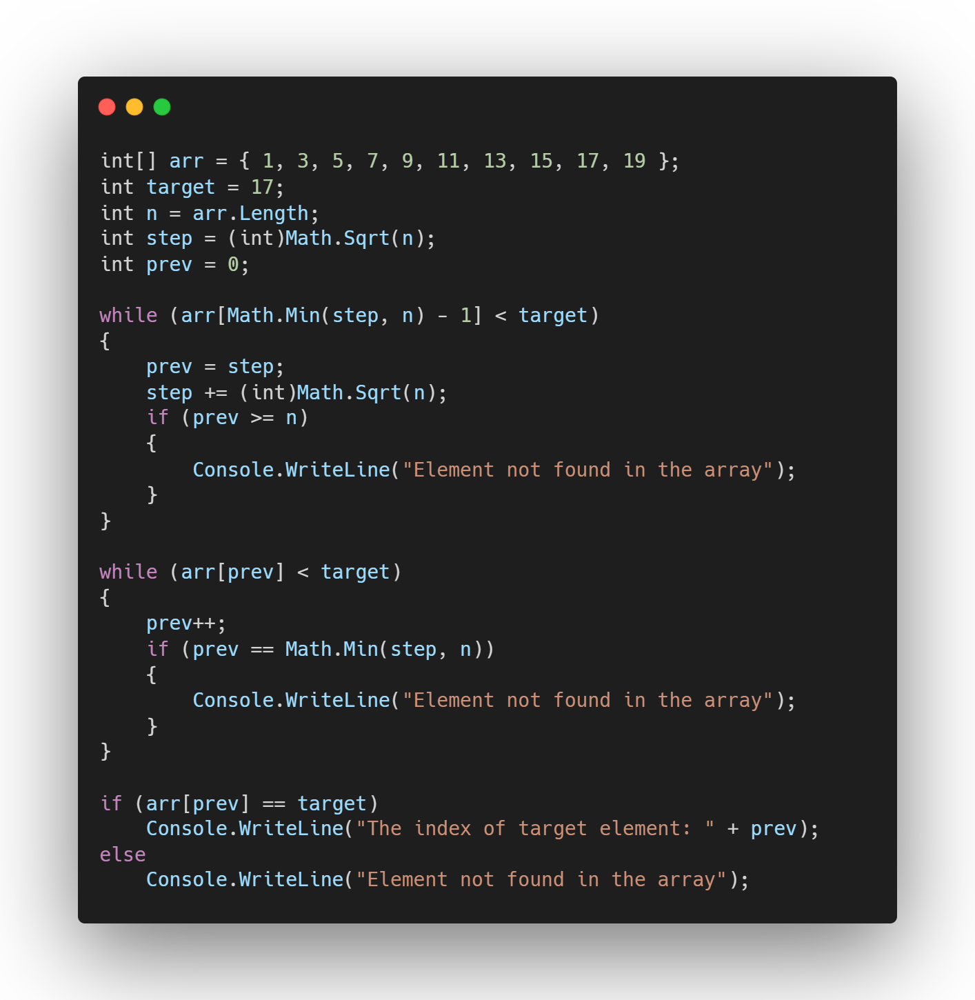 int[] arr = { 1, 3, 5, 7, 9, 11, 13, 15, 17, 19 };
int target = 17;
int n = arr.Length;
int step = (int)Math.Sqrt(n);
int prev = 0;

while (arr[Math.Min(step, n) - 1] < target)
{
    prev = step;
    step += (int)Math.Sqrt(n);
    if (prev >= n)
    {
        Console.WriteLine("Element not found in the array");
    }
}

while (arr[prev] < target)
{
    prev++;
    if (prev == Math.Min(step, n))
    {
        Console.WriteLine("Element not found in the array");
    }
}

if (arr[prev] == target)
    Console.WriteLine("The index of target element: " + prev);
else
    Console.WriteLine("Element not found in the array");